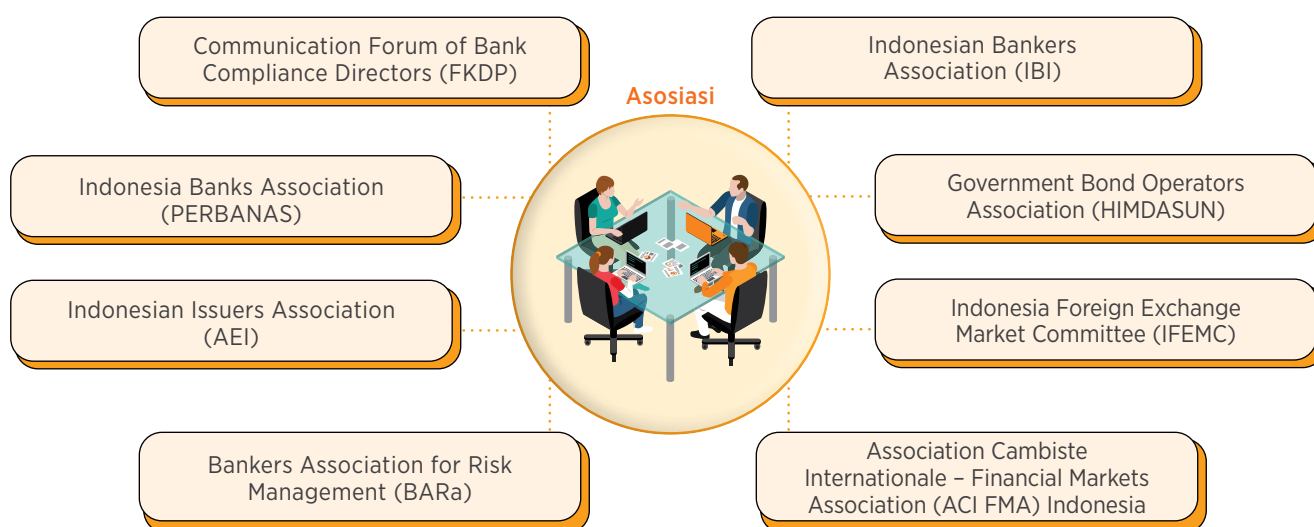 Communication Forum of Bank
Compliance Directors (FKDP)
Indonesian Bankers
Association (IBI)
Asosiasi
Indonesia Banks Association
(PERBANAS)
Government Bond Operators
Association (HIMDASUN)
Indonesian Issuers Association
(AEI)
Indonesia Foreign Exchange
Market Committee (IFEMC)
Bankers Association for Risk
Management (BARa)
Association Cambiste
Internationale – Financial Markets
Association (ACI FMA) Indonesia